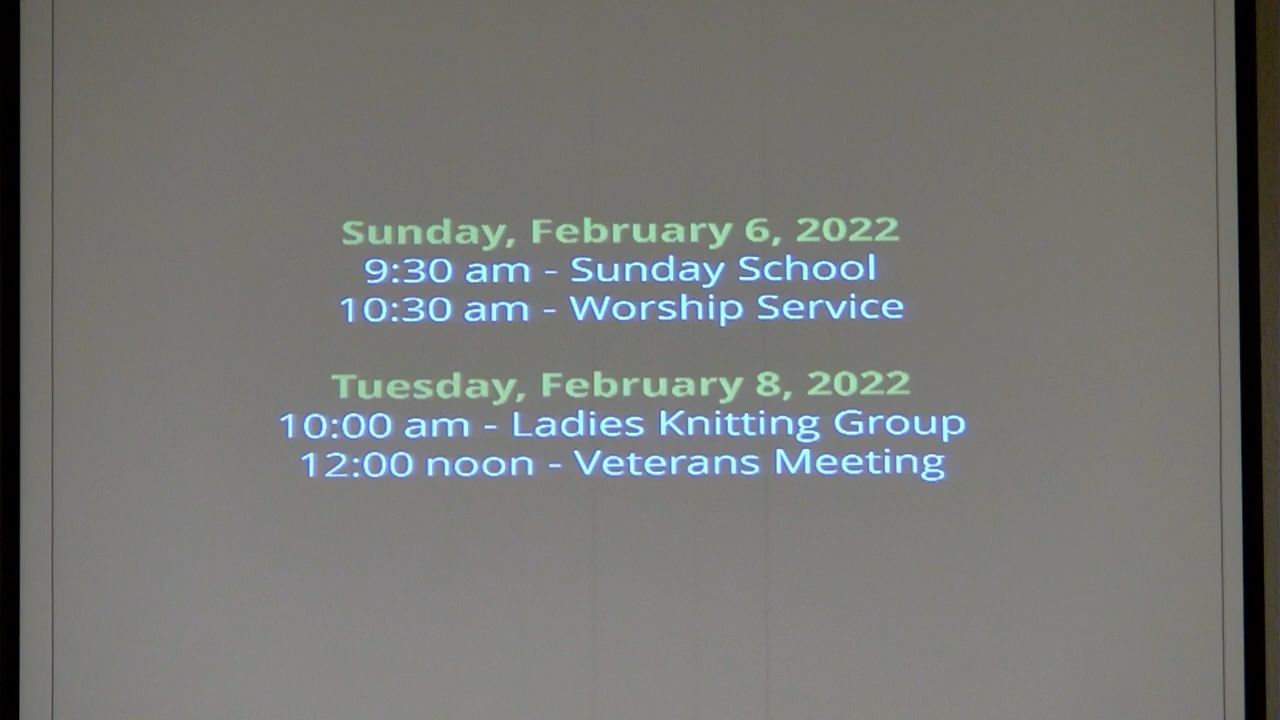 Sunday, February 6, 2022
9:30 am - Sunday School
10:30 am - Worship Service
Tuesday, February 8, 2022
10:00 am - Ladies Knitting Group
12:00 noon - Veterans Meeting